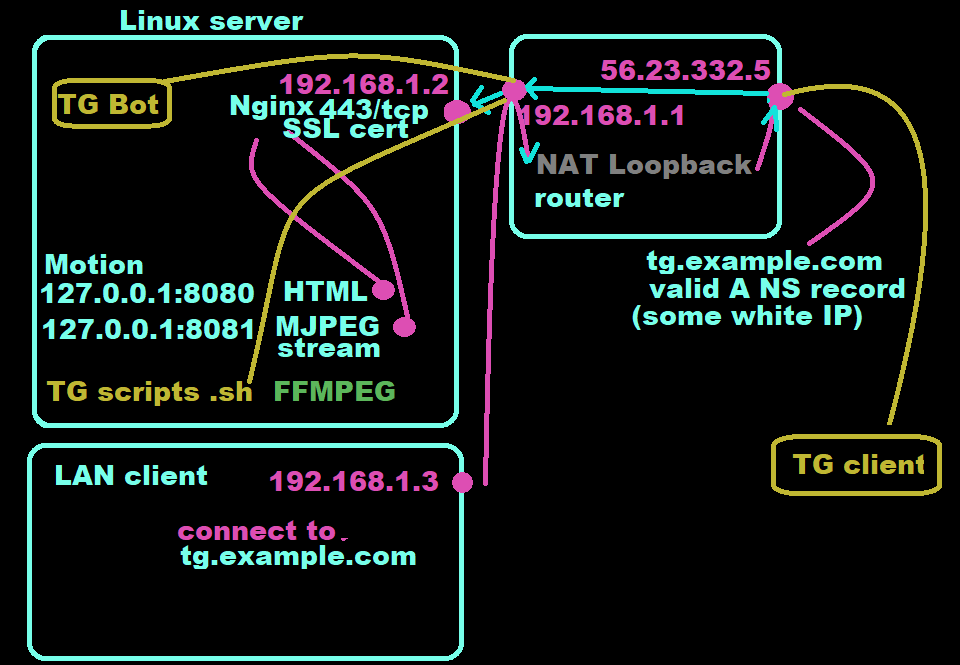 Linux server
TG Bot
192.168.1.2
Nginx 443/tcp
SSL cert
56.23.332.5
192.168.1.1
NAT Loopback
router
tg.example.com
valid A NS record
(some white IP)
Motion
127.0.0.1:8080 HTML
127.0.0.1:8081 MJPEG
stream
TG scripts .sh FFMPEG
TG client
LAN client 192.168.1.3
connect to
tg.example.com